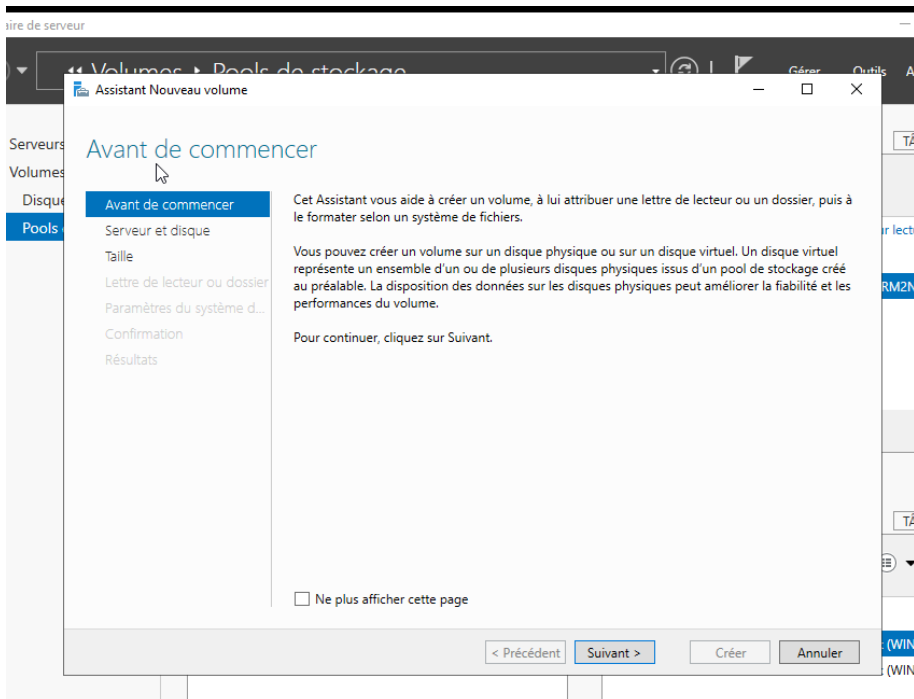 aire de serveur
Volumes
Pools de stockage
Gérer
Outils
Assistant Nouveau volume
Serveurs
Volumes
Disque
Pools
Avant de commencer
Avant de commencer
Serveur et disque
Taille
Lettre de lecteur ou dossier
Paramètres du système d...
Confirmation
Résultats
Cet Assistant vous aide à créer un volume, à lui attribuer une lettre de lecteur ou un dossier, puis à
le formater selon un système de fichiers.
Vous pouvez créer un volume sur un disque physique ou sur un disque virtuel. Un disque virtuel
représente un ensemble d'un ou de plusieurs disques physiques issus d'un pool de stockage créé
au préalable. La disposition des données sur les disques physiques peut améliorer la fiabilité et les
performances du volume.
Pour continuer, cliquez sur Suivant.
Ne plus afficher cette page
< Précédent
Suivant >
Créer
Annuler
TÂ
RM2N
TÂ
(WIN
(WIN